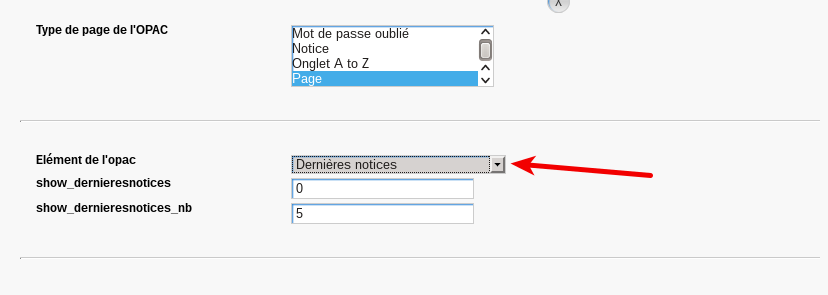 X
Type de page de l'OPAC
Mot de passe oublié
Notice
Onglet A to Z
Page
Elément de l'opac
Dernières notices
show_dernieresnotices
0
show_dernieresnotices_nb
5